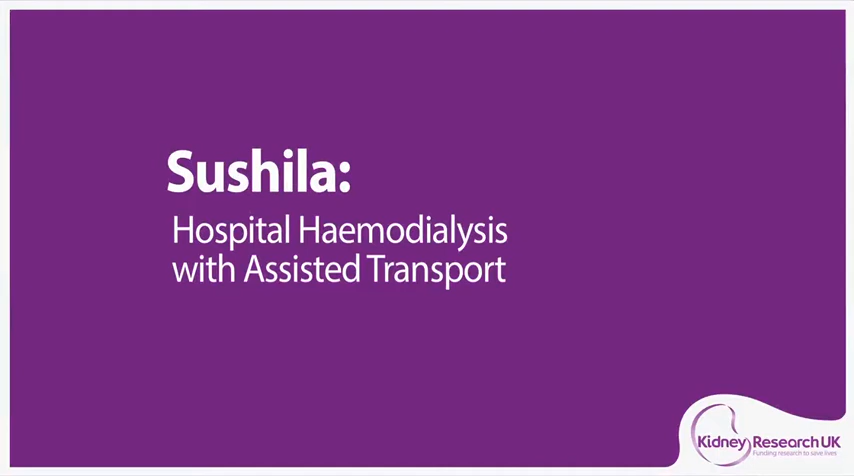 Sushila:
Hospital Haemodialysis
with Assisted Transport
Kidney Research UK
Funding research to save lives